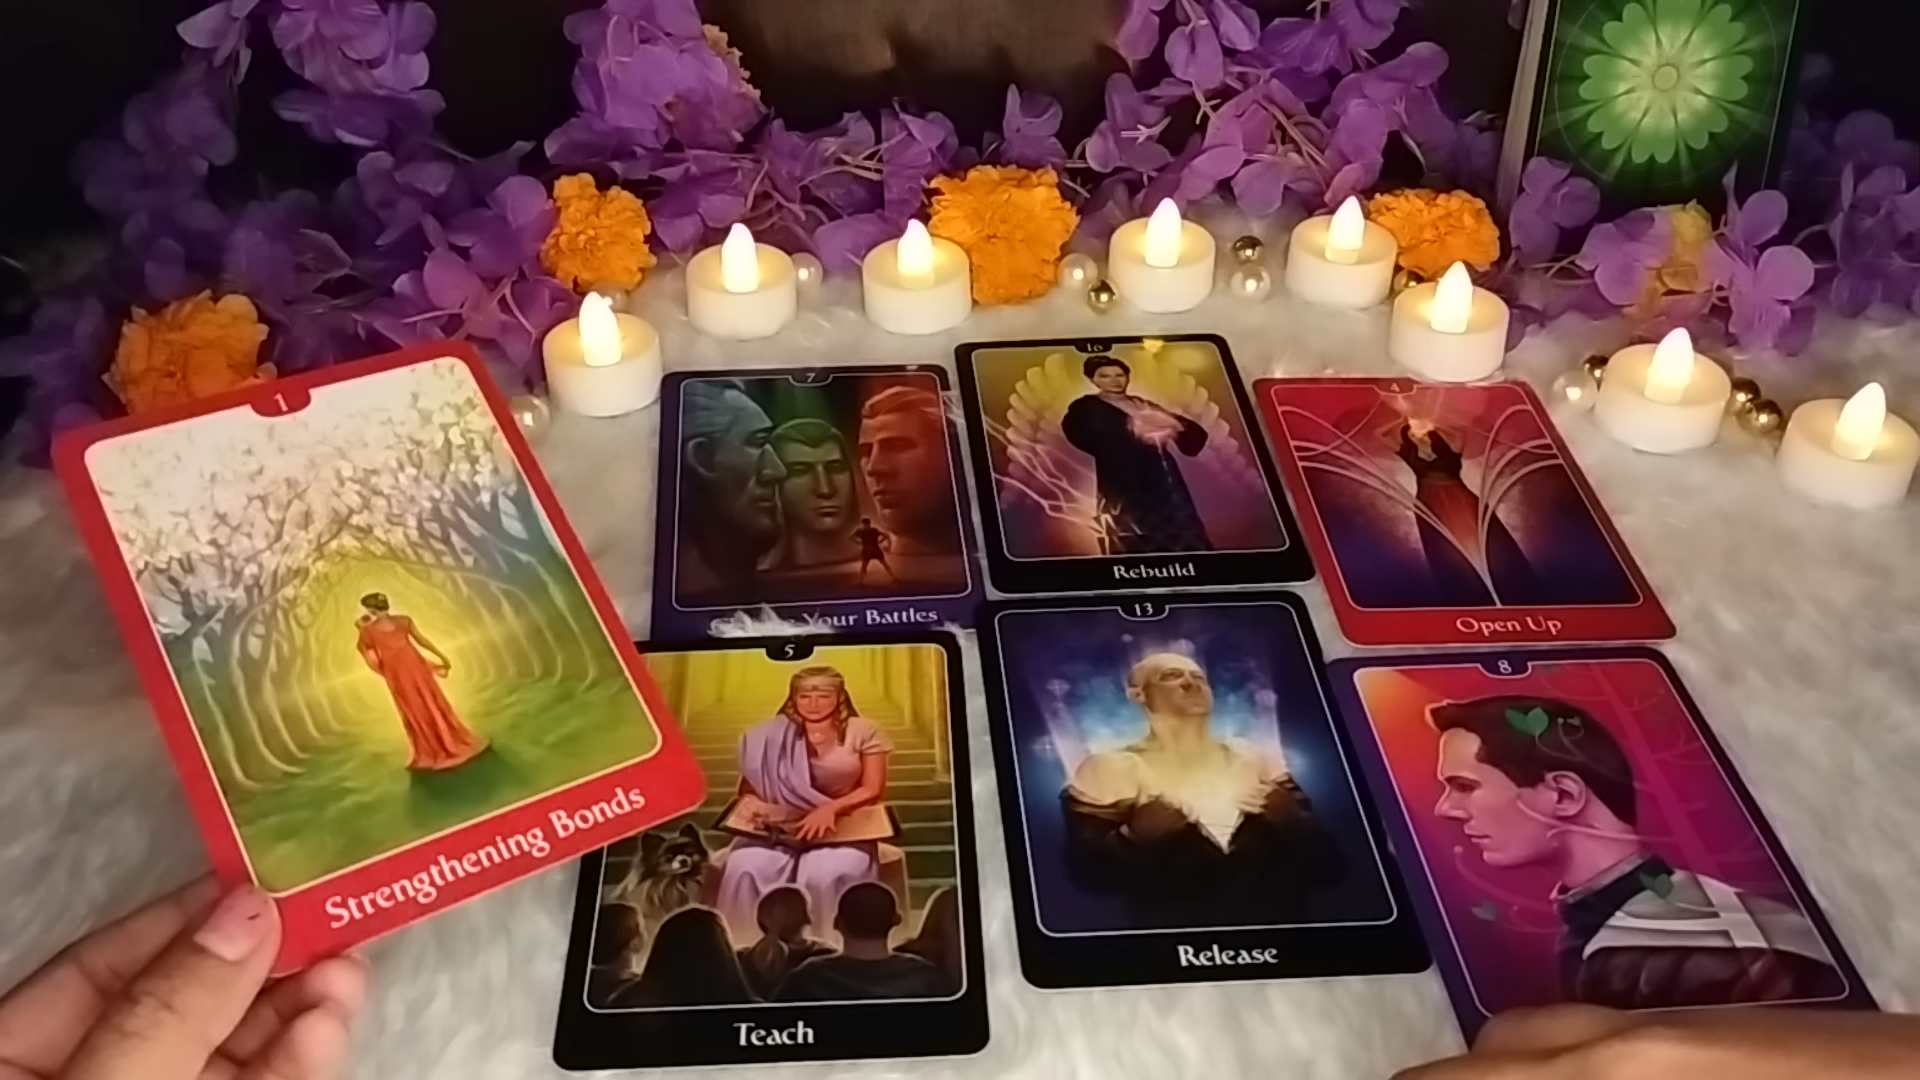 1
Strengthening Bonds
7
Your Battles
16
Rebuild
4
Open Up
5
Teach
13
Release
8